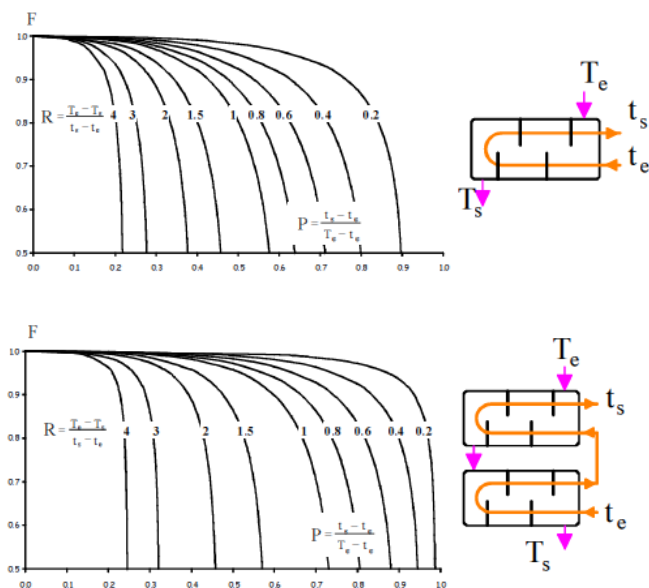 F
1.0
0.9
0.8
0.7
0.6
0.5
R = (Tₑ − Tₛ)/(tₛ − tₑ) 4 3 2 1.5 1 0.8 0.6 0.4 0.2
P = (tₛ − tₑ)/(Tₑ − tₑ)
0.0 0.1 0.2 0.3 0.4 0.5 0.6 0.7 0.8 0.9 1.0
Tₑ
tₛ
tₑ
Tₛ
F
1.0
0.9
0.8
0.7
0.6
0.5
R = (Tₑ − Tₛ)/(tₛ − tₑ) 4 3 2 1.5 1 0.8 0.6 0.4 0.2
P = (tₛ − tₑ)/(Tₑ − tₑ)
0.0 0.1 0.2 0.3 0.4 0.5 0.6 0.7 0.8 0.9 1.0
Tₑ
tₛ
tₑ
Tₛ